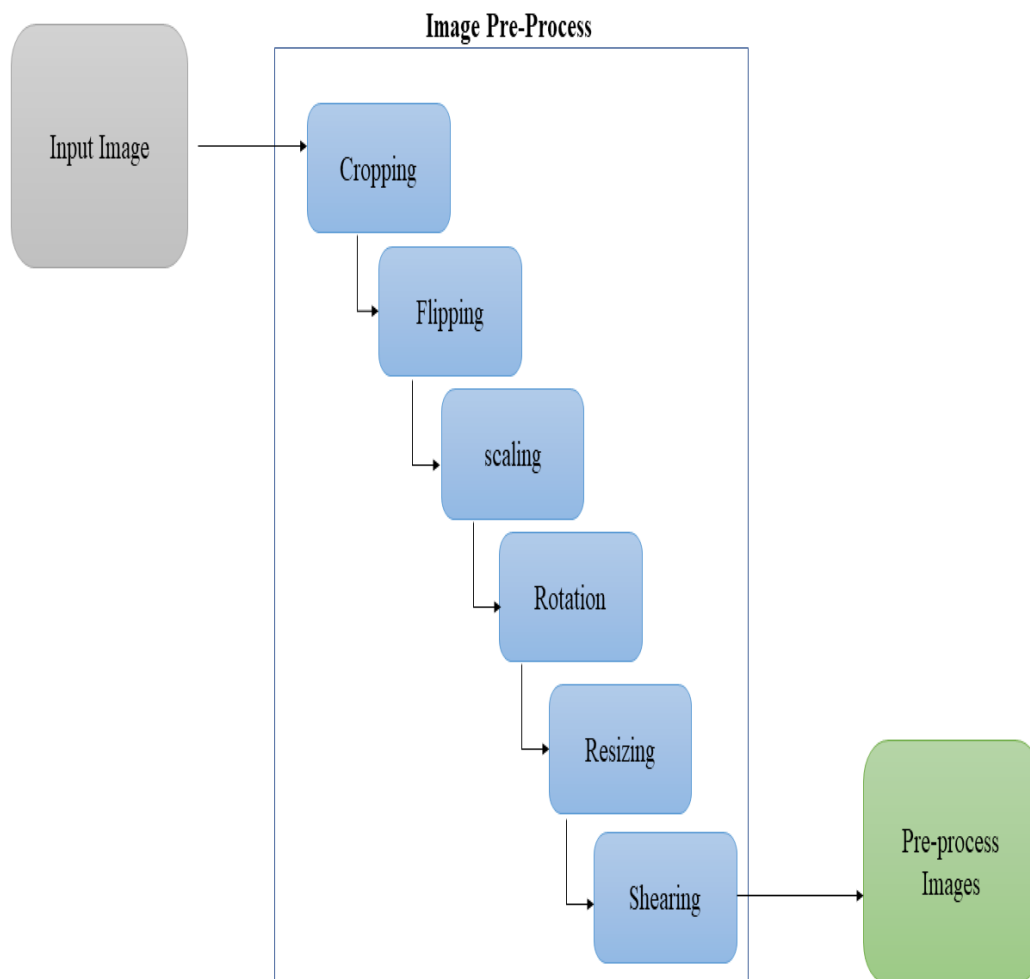 Image Pre-Process
Input Image
Cropping
Flipping
scaling
Rotation
Resizing
Shearing
Pre-process
Images